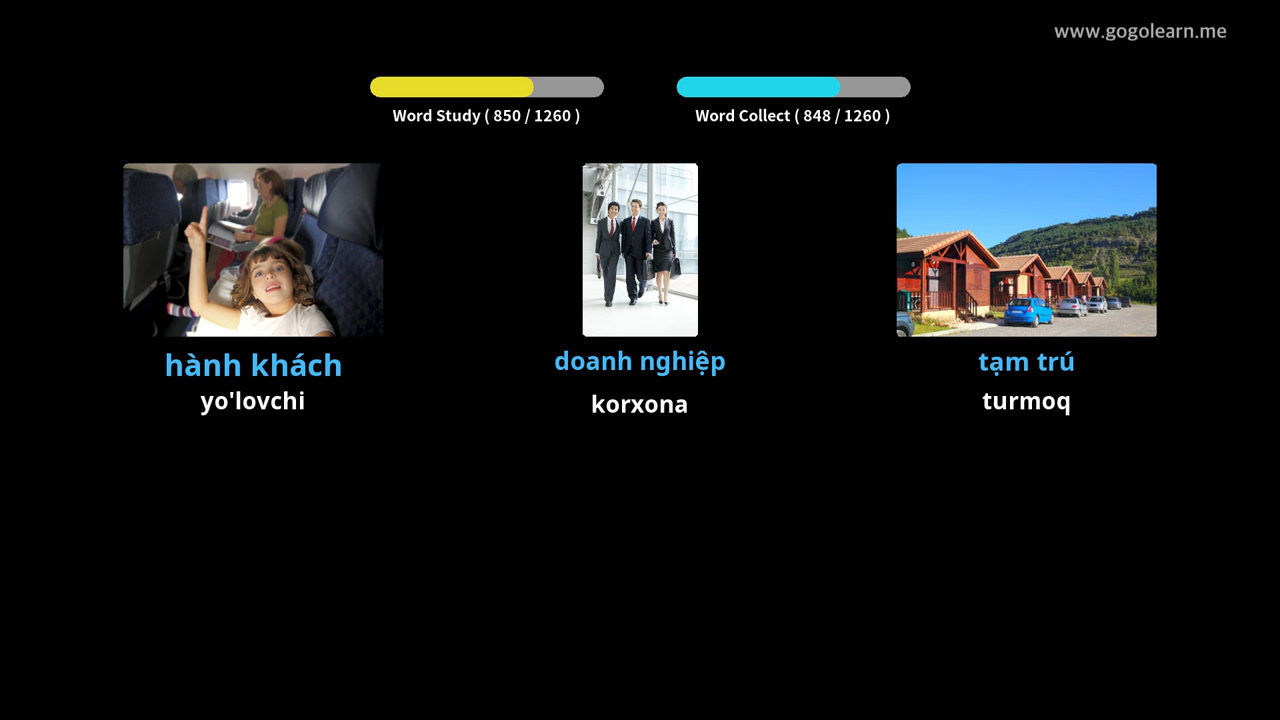 www.gogolearn.me
Word Study ( 850 / 1260 )
Word Collect ( 848 / 1260 )
hành khách
yo'lovchi
doanh nghiệp
korxona
tạm trú
turmoq